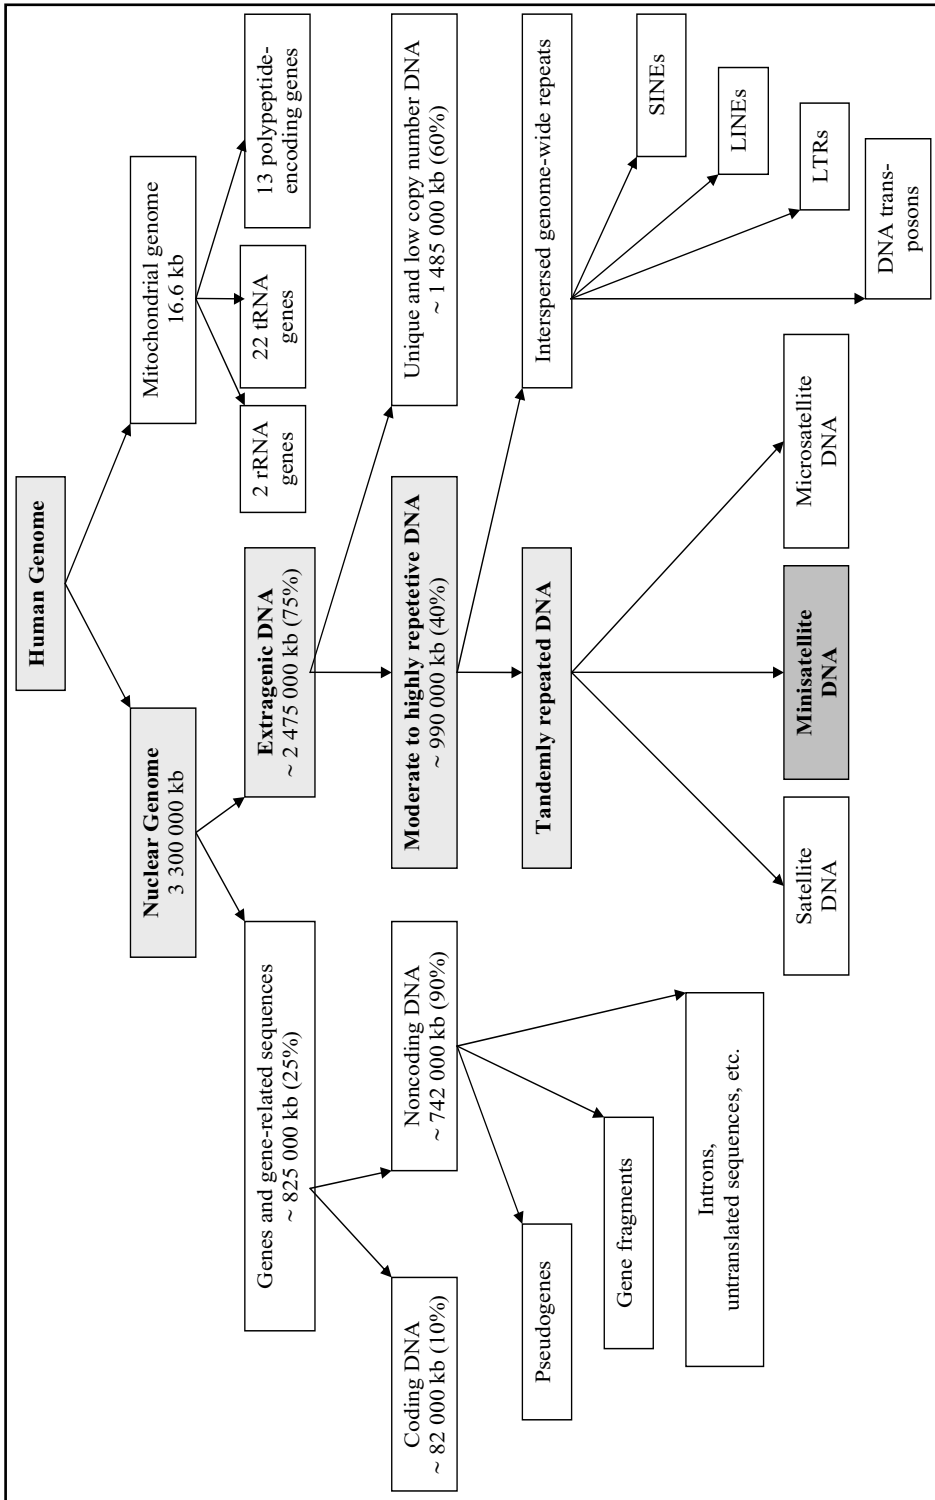 Human Genome
Nuclear Genome
3 300 000 kb
Mitochondrial genome
16.6 kb
Genes and gene-related sequences
~ 825 000 kb (25%)
Extragenic DNA
~ 2 475 000 kb (75%)
2 rRNA
genes
22 tRNA
genes
13 polypeptide-
encoding genes
Coding DNA
~ 82 000 kb (10%)
Noncoding DNA
~ 742 000 kb (90%)
Moderate to highly repetetive DNA
~ 990 000 kb (40%)
Unique and low copy number DNA
~ 1 485 000 kb (60%)
Pseudogenes
Tandemly repeated DNA
Interspersed genome-wide repeats
Gene fragments
SINEs
Introns,
untranslated sequences, etc.
LINEs
Satellite
DNA
Minisatellite
DNA
Microsatellite
DNA
LTRs
DNA trans-
posons